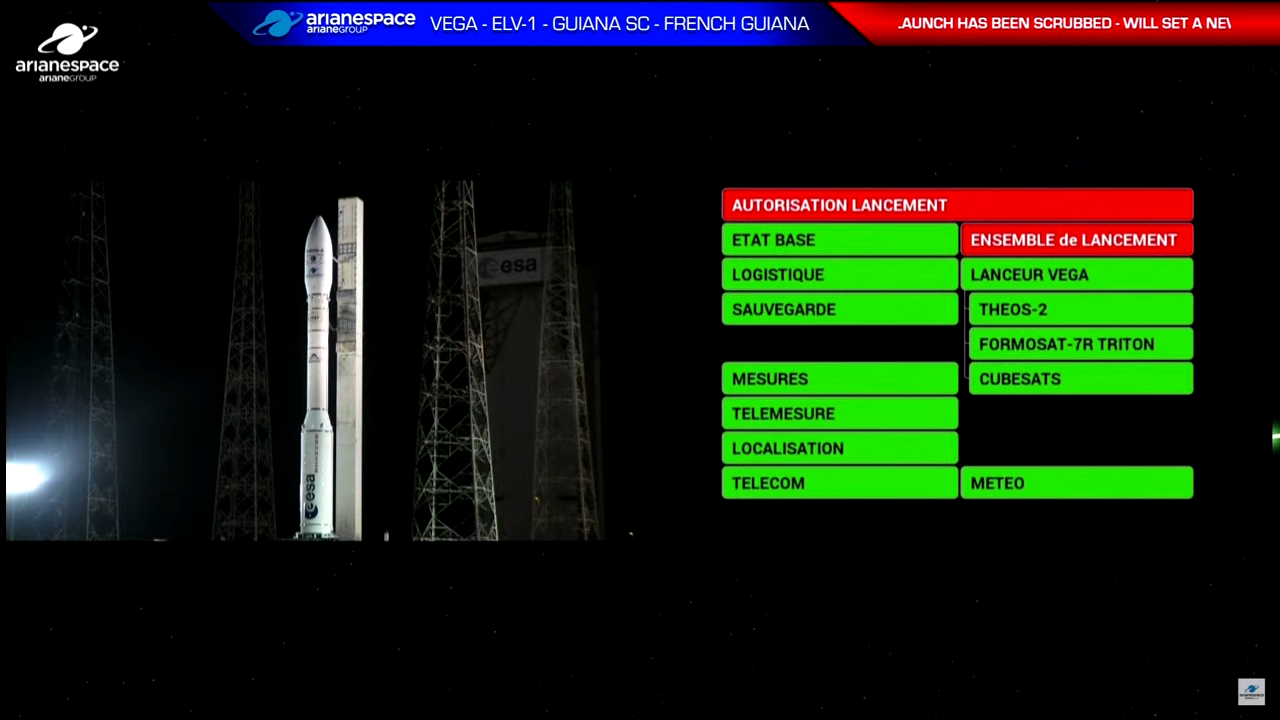 arianespace
arianeGROUP
arianespace
arianeGROUP
VEGA - ELV-1 - GUIANA SC - FRENCH GUIANA
LAUNCH HAS BEEN SCRUBBED - WILL SET A
esa
esa
AUTORISATION LANCEMENT
ETAT BASE
ENSEMBLE de LANCEMENT
LOGISTIQUE
LANCEUR VEGA
SAUVEGARDE
THEOS-2
FORMOSAT-7R TRITON
MESURES
CUBESATS
TELEMESURE
LOCALISATION
TELECOM
METEO